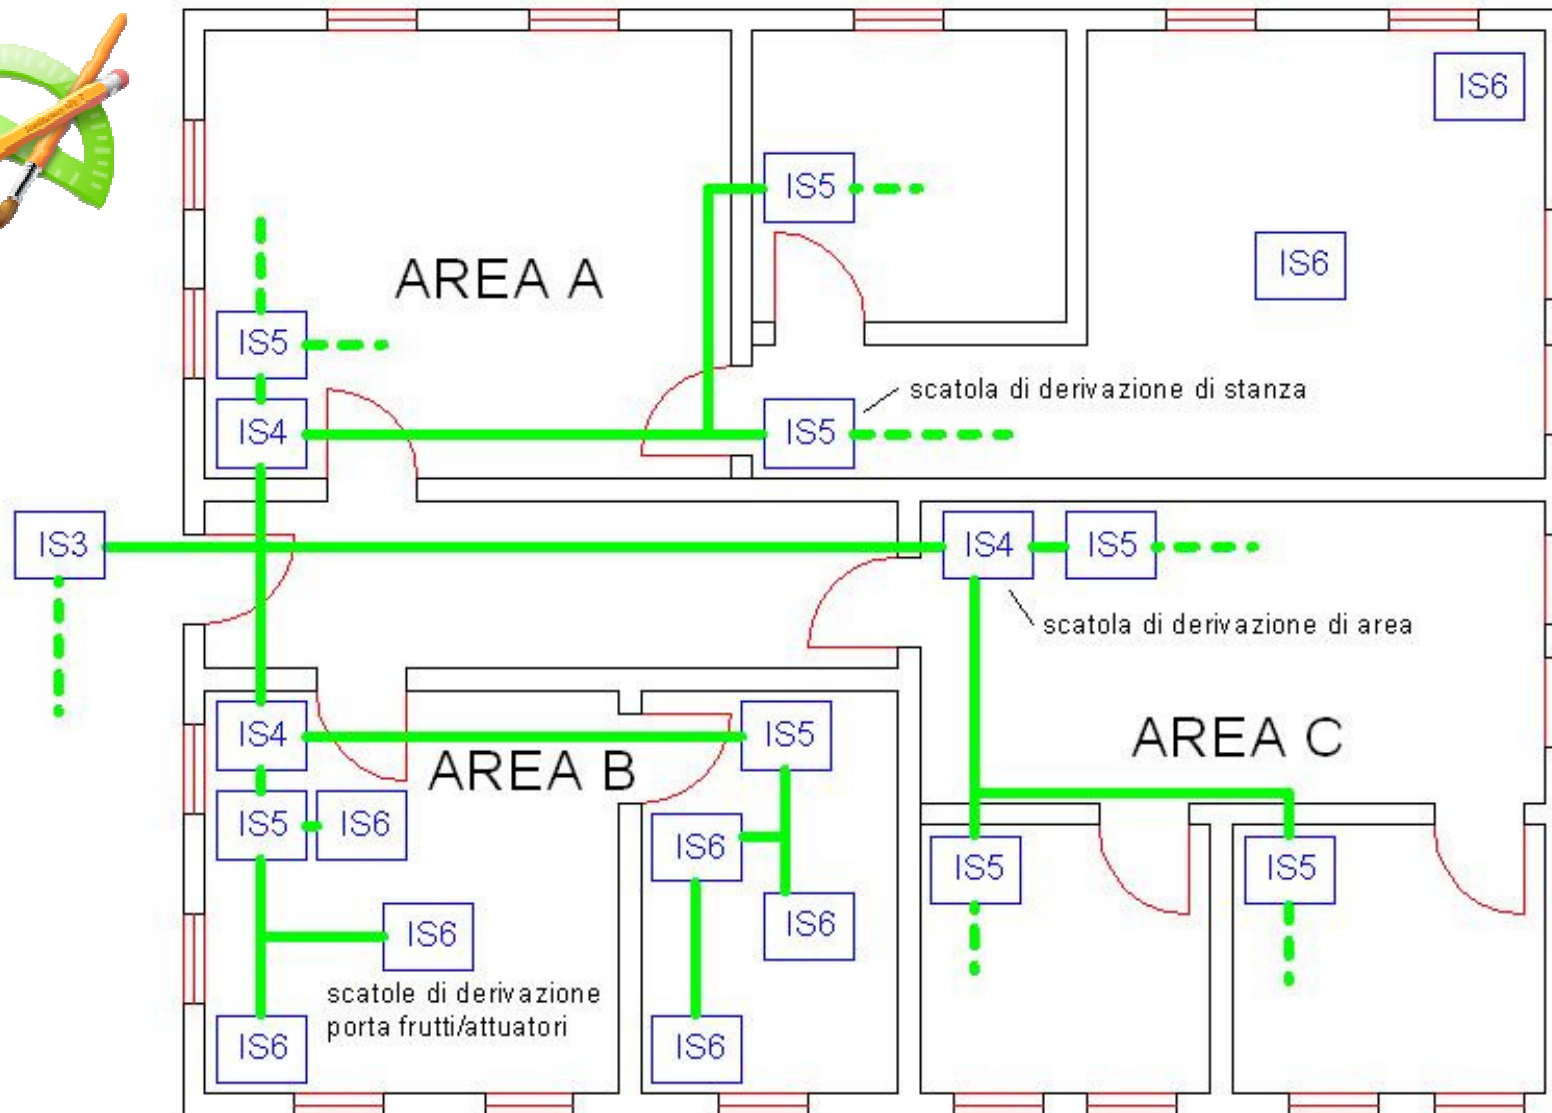 IS6
IS5
IS6
AREA A
IS5
scatola di derivazione di stanza
IS4
IS5
IS3
IS4
IS5
scatola di derivazione di area
IS4
IS5
AREA C
AREA B
IS5
IS6
IS6
IS5
IS5
IS6
IS6
scatole di derivazione
porta frutti/attuatori
IS6
IS6